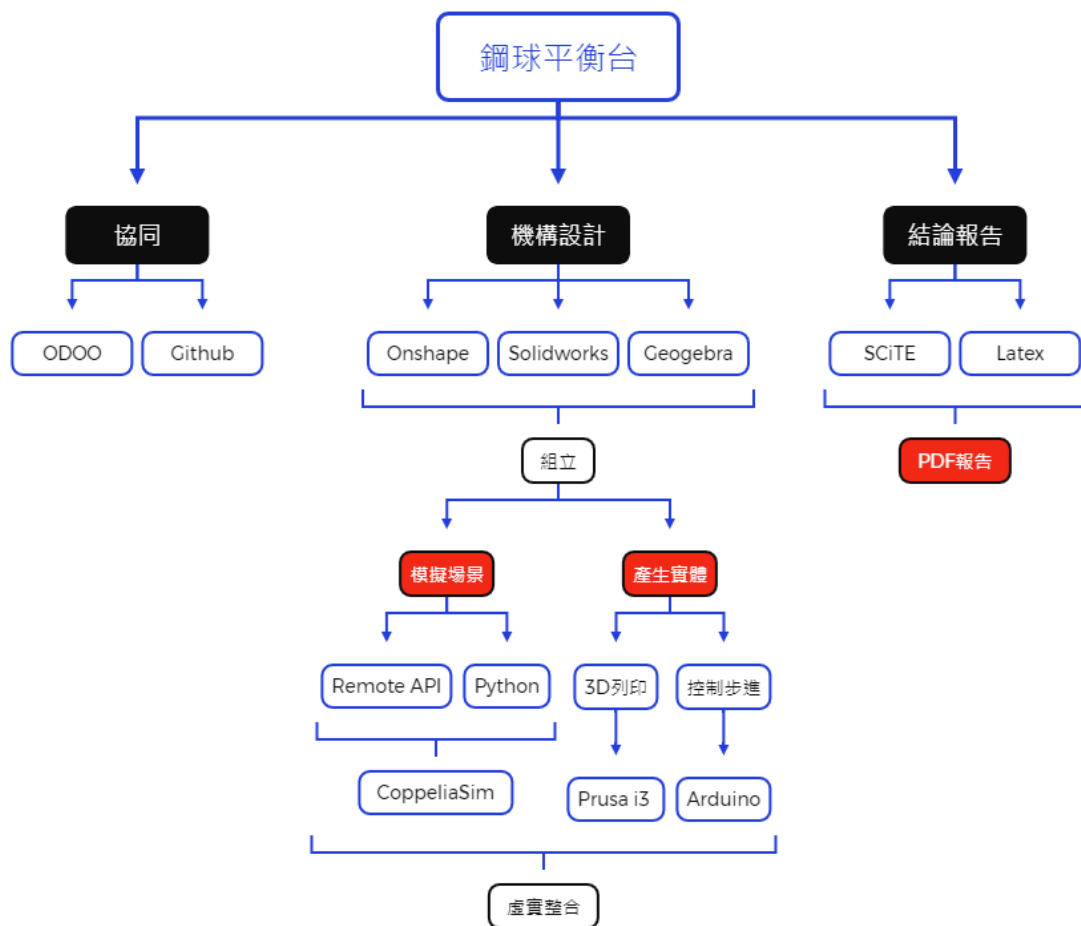 鋼球平衡台
協同
機構設計
結論報告
ODOO
Github
Onshape
Solidworks
Geogebra
SCiTE
Latex
組立
PDF報告
模擬場景
產生實體
Remote API
Python
3D列印
控制步進
CoppeliaSim
Prusa i3
Arduino
虛實整合